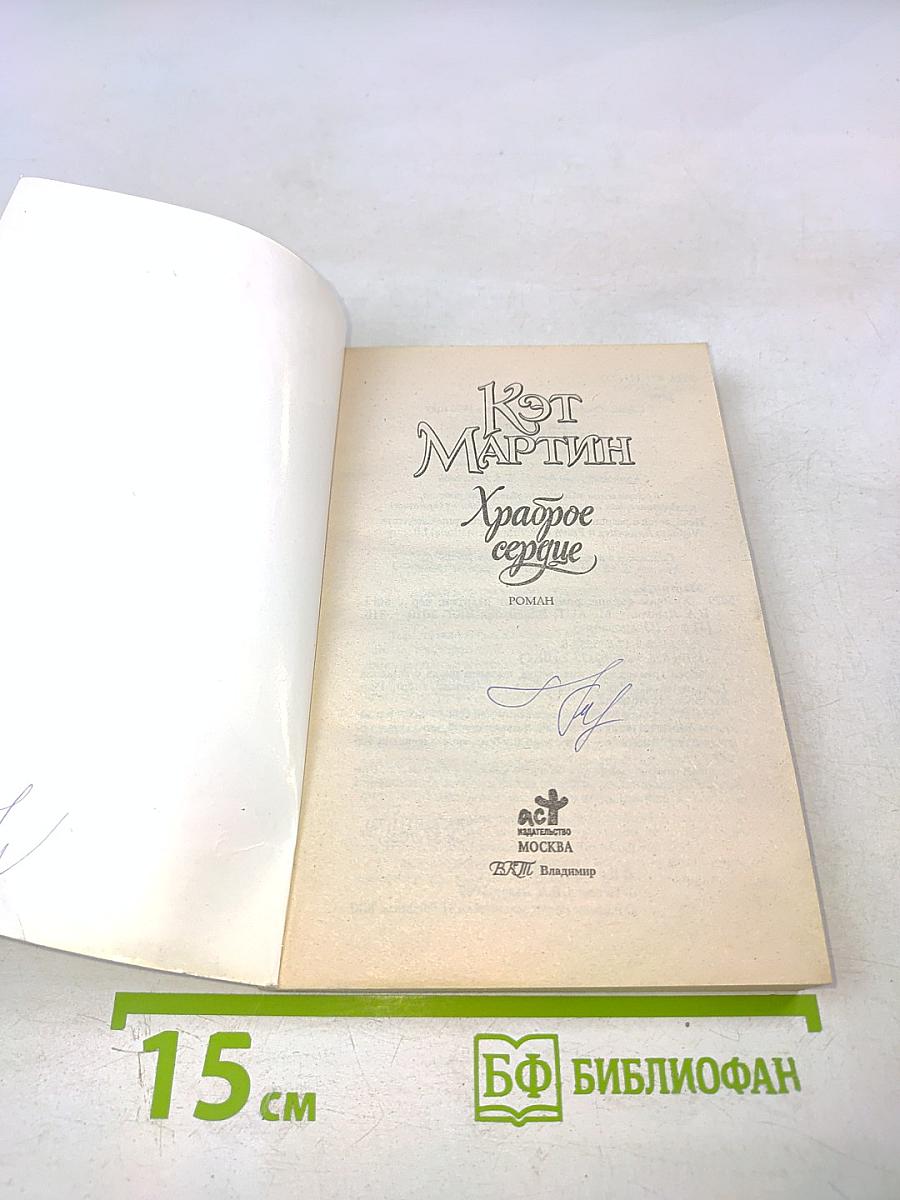 Кэт
Мартин
Храброе
сердце
РОМАН
аст
ИЗДАТЕЛЬСТВО
МОСКВА
ВКТ Владимир
15 см
БФ БИБЛИОФАН